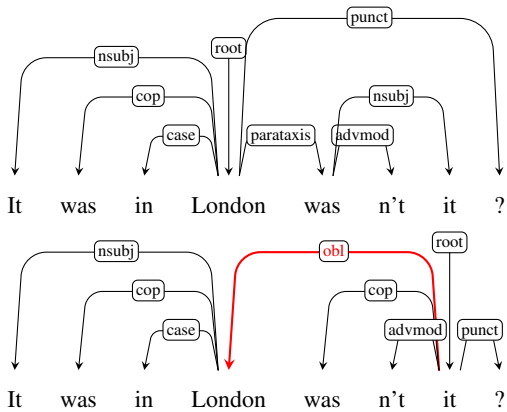 punct
root
nsubj
cop nsubj
case parataxis advmod
It was in London was n't it ?
root
nsubj obl
cop cop
case advmod punct
It was in London was n't it ?